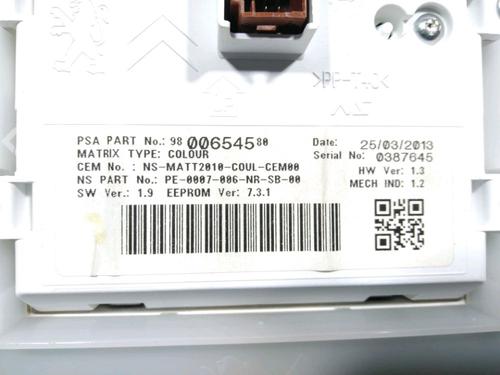 >PP-T40<
PSA PART No.: 98 006545 80
MATRIX TYPE: COLOUR
CEM No. : NS-MATT2010-COUL-CEM00
NS PART No.: PE-0007-006-NR-SB-00
SW Ver.: 1.9 EEPROM Ver.: 7.3.1
Date: 25/03/2013
Serial No: 0387645
HW Ver: 1.3
MECH IND: 1.2